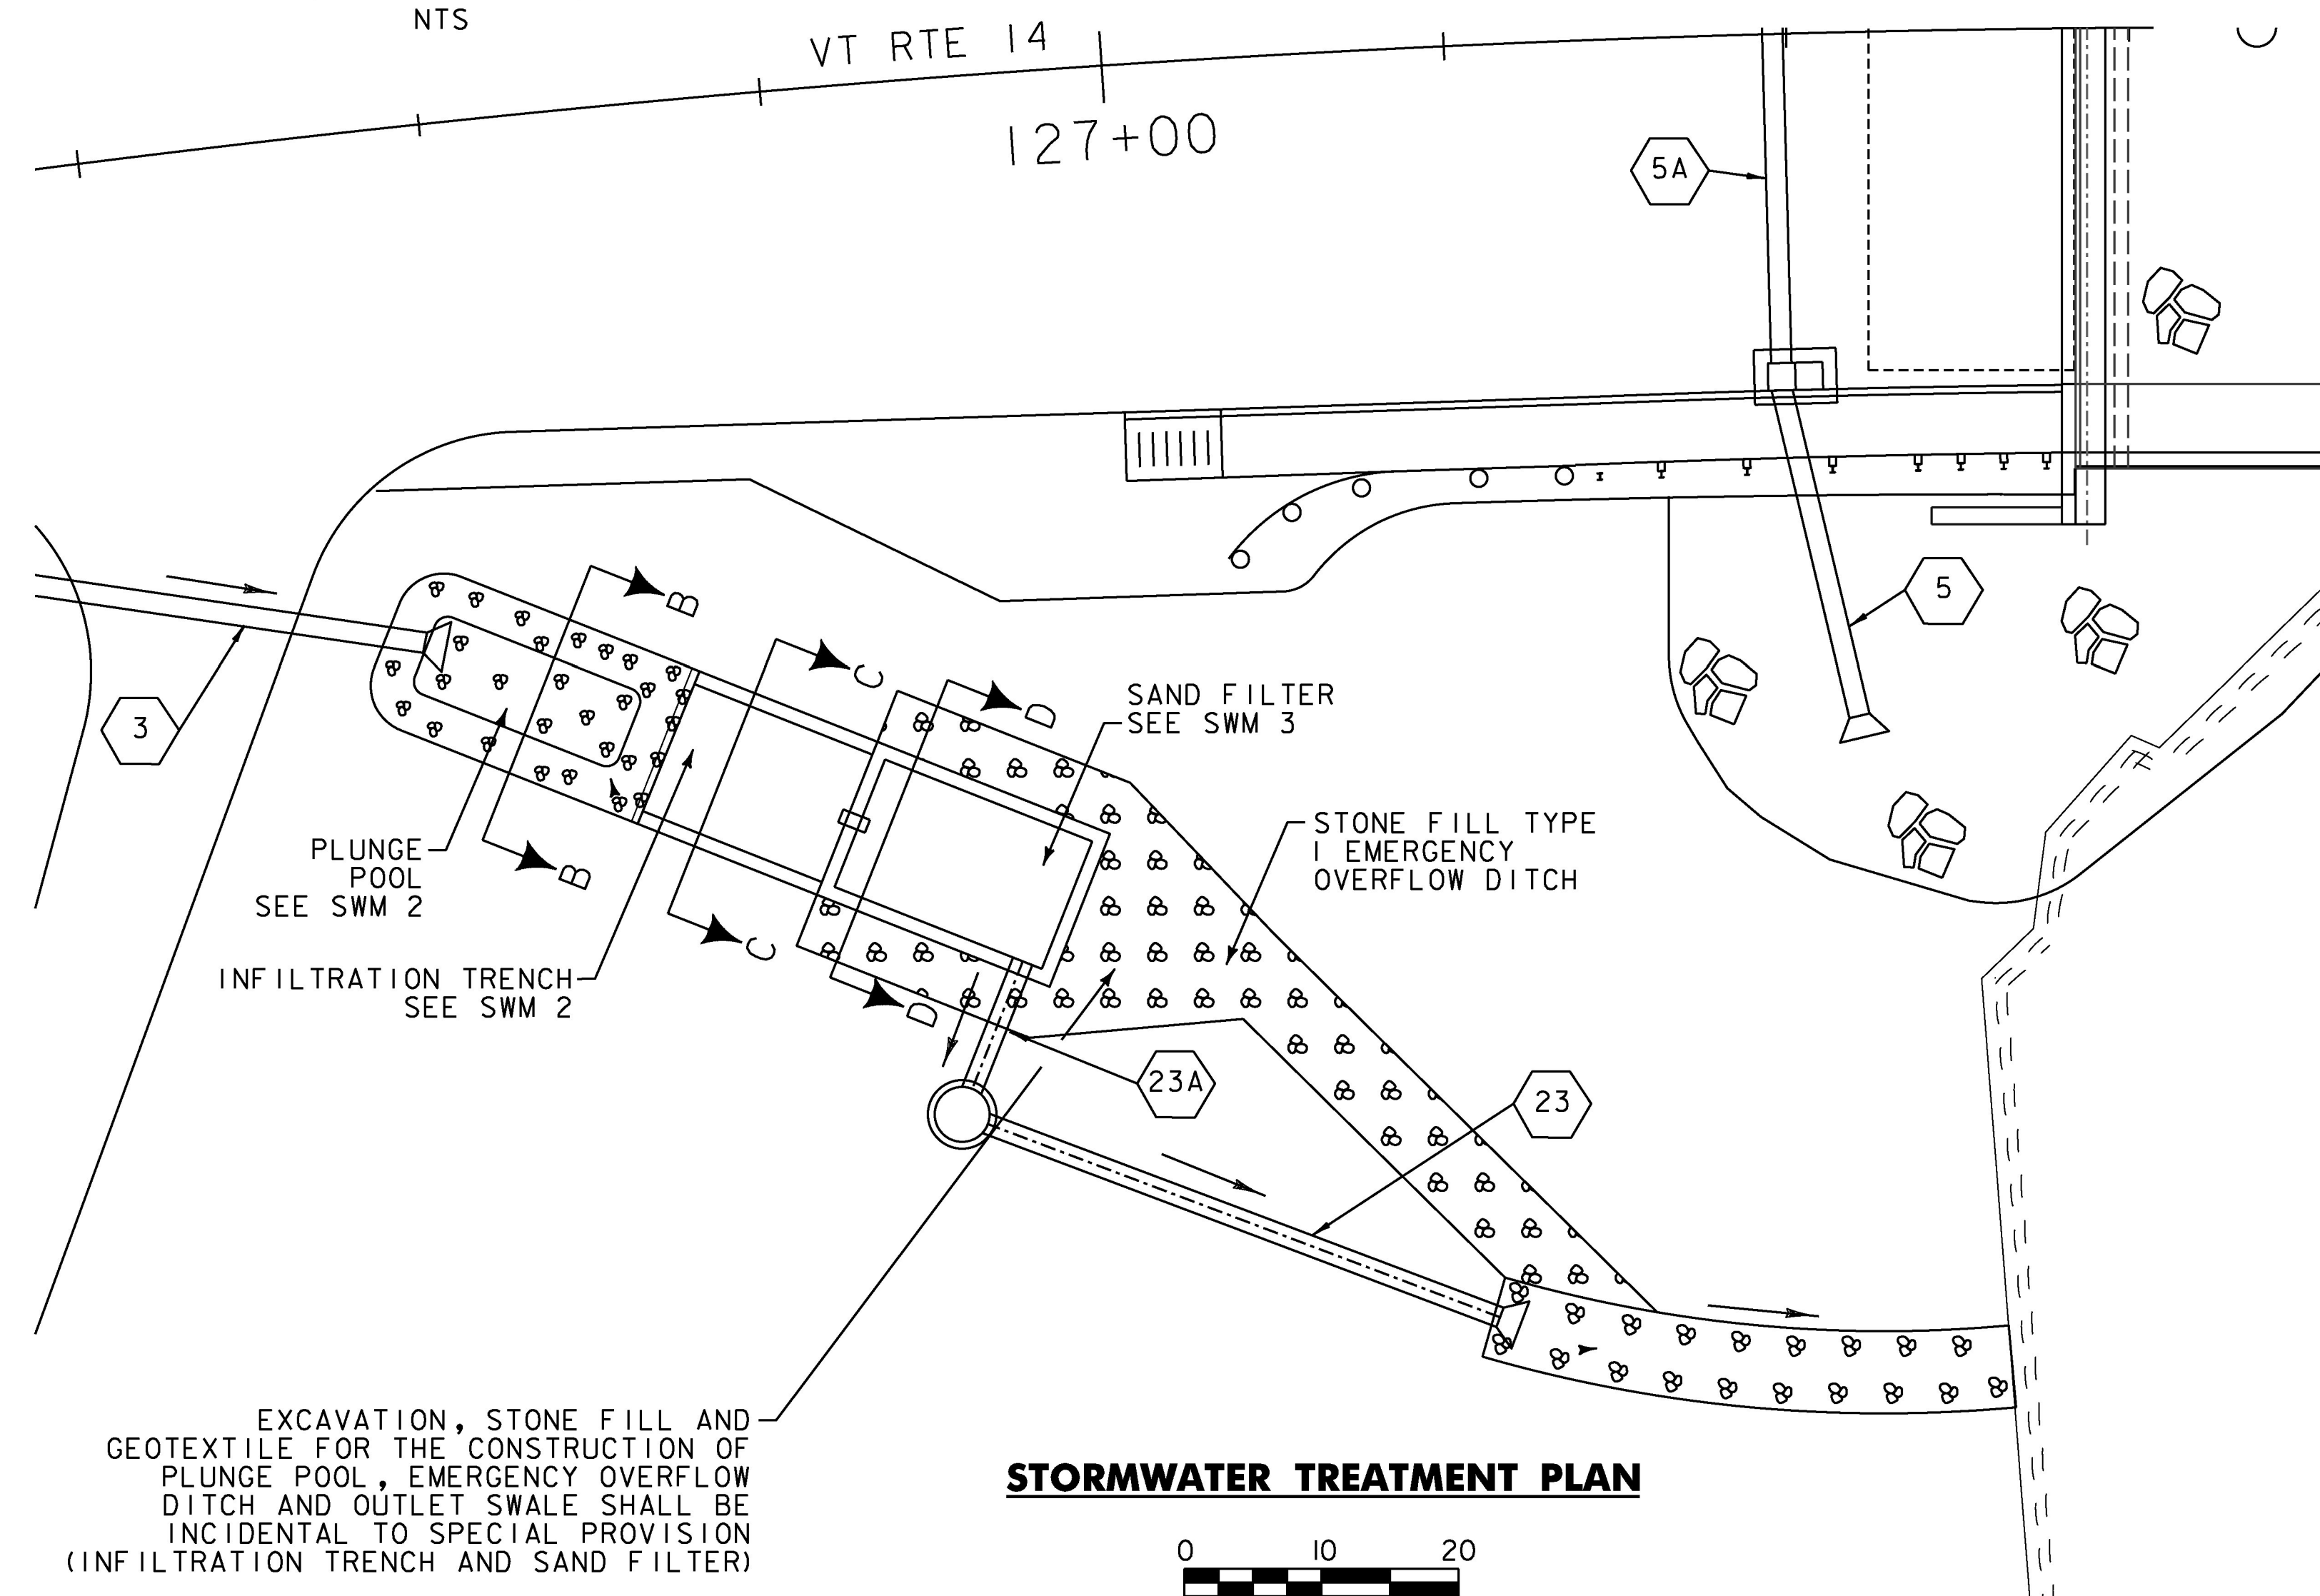 NTS
VT RTE 14
127+00
5A
5
3
B
C
D
SAND FILTER
SEE SWM 3
STONE FILL TYPE
I EMERGENCY
OVERFLOW DITCH
PLUNGE
POOL
SEE SWM 2
B
C
D
INFILTRATION TRENCH
SEE SWM 2
23A
23
EXCAVATION, STONE FILL AND
GEOTEXTILE FOR THE CONSTRUCTION OF
PLUNGE POOL, EMERGENCY OVERFLOW
DITCH AND OUTLET SWALE SHALL BE
INCIDENTAL TO SPECIAL PROVISION
(INFILTRATION TRENCH AND SAND FILTER)
STORMWATER TREATMENT PLAN
0 10 20